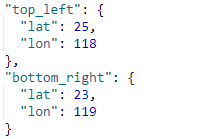 "top_left": {
"lat": 25,
"lon": 118
},
"bottom_right": {
"lat": 23,
"lon": 119
}